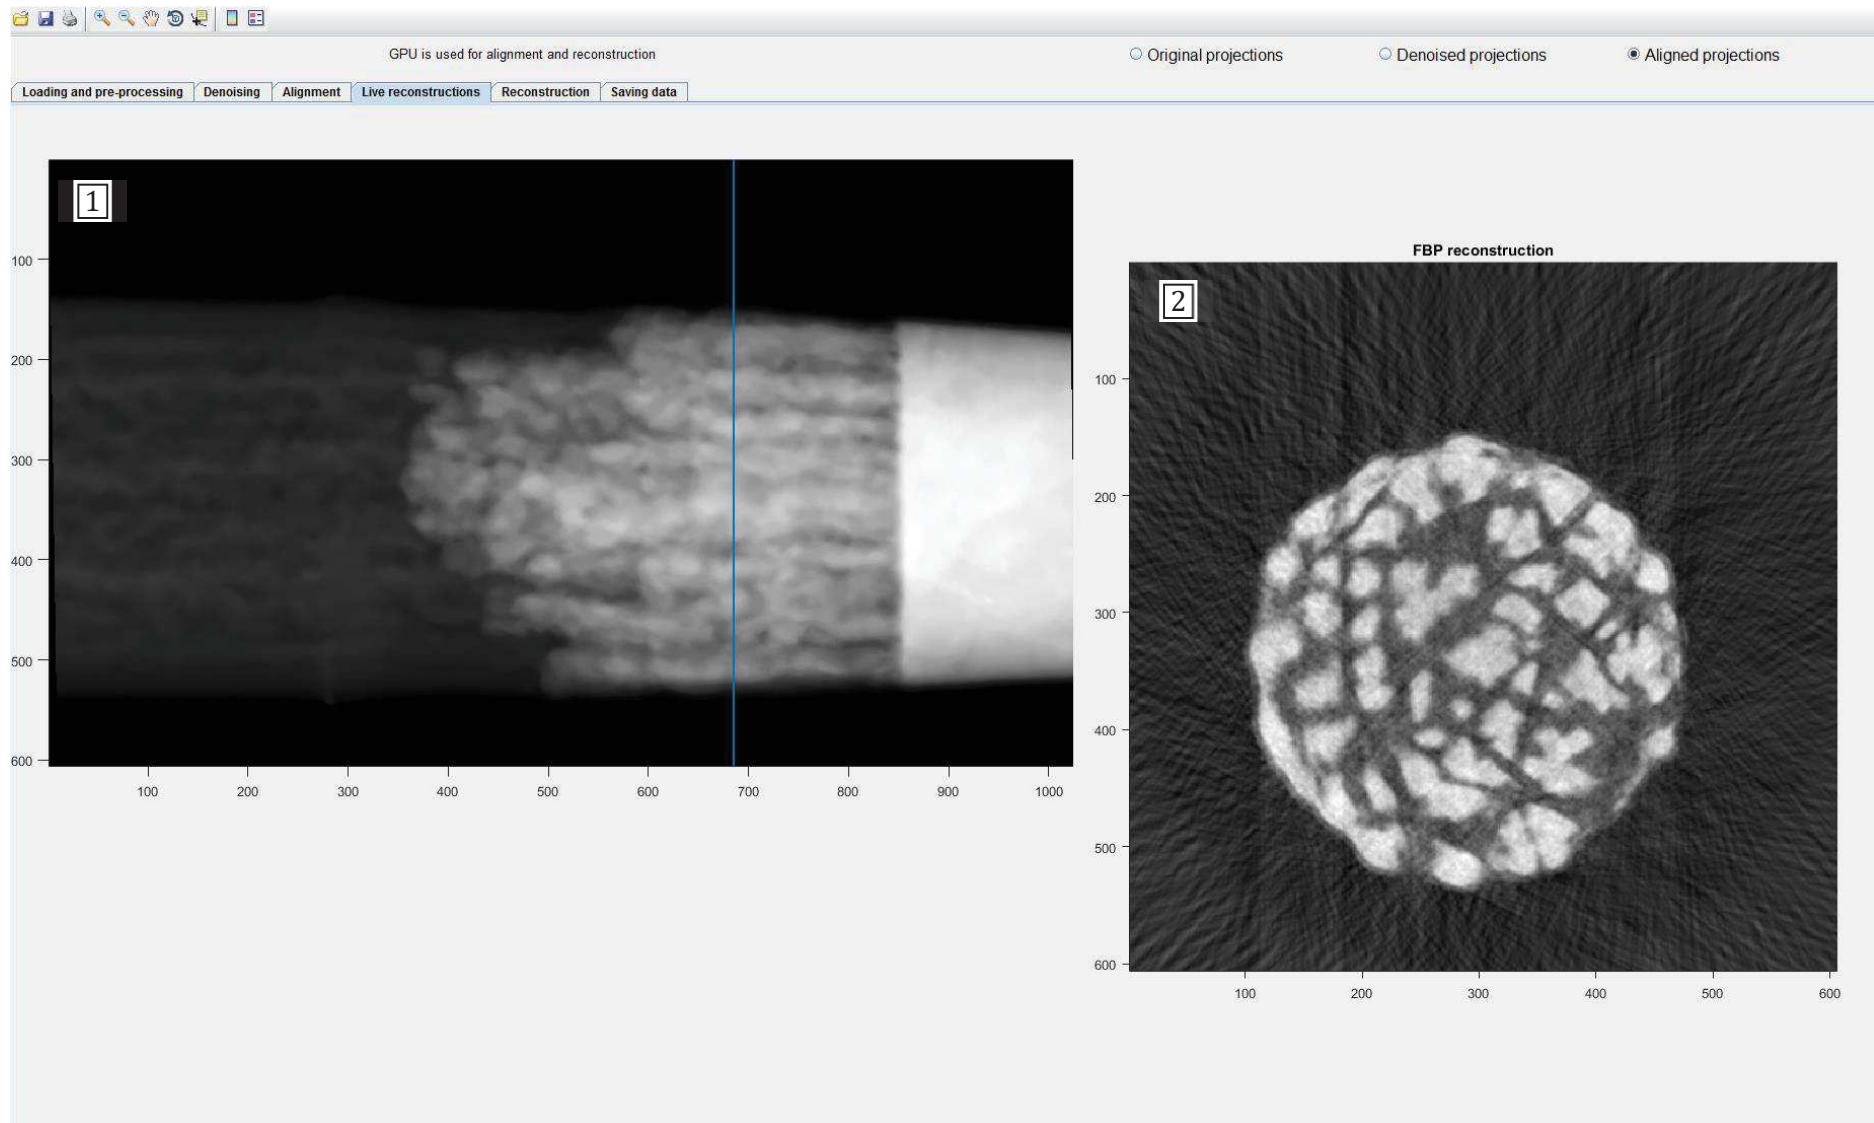 GPU is used for alignment and reconstruction
Original projections Denoised projections Aligned projections
Loading and pre-processing Denoising Alignment Live reconstructions Reconstruction Saving data
1
100
200
300
400
500
600
100 200 300 400 500 600 700 800 900 1000
FBP reconstruction
2
100
200
300
400
500
600
100 200 300 400 500 600